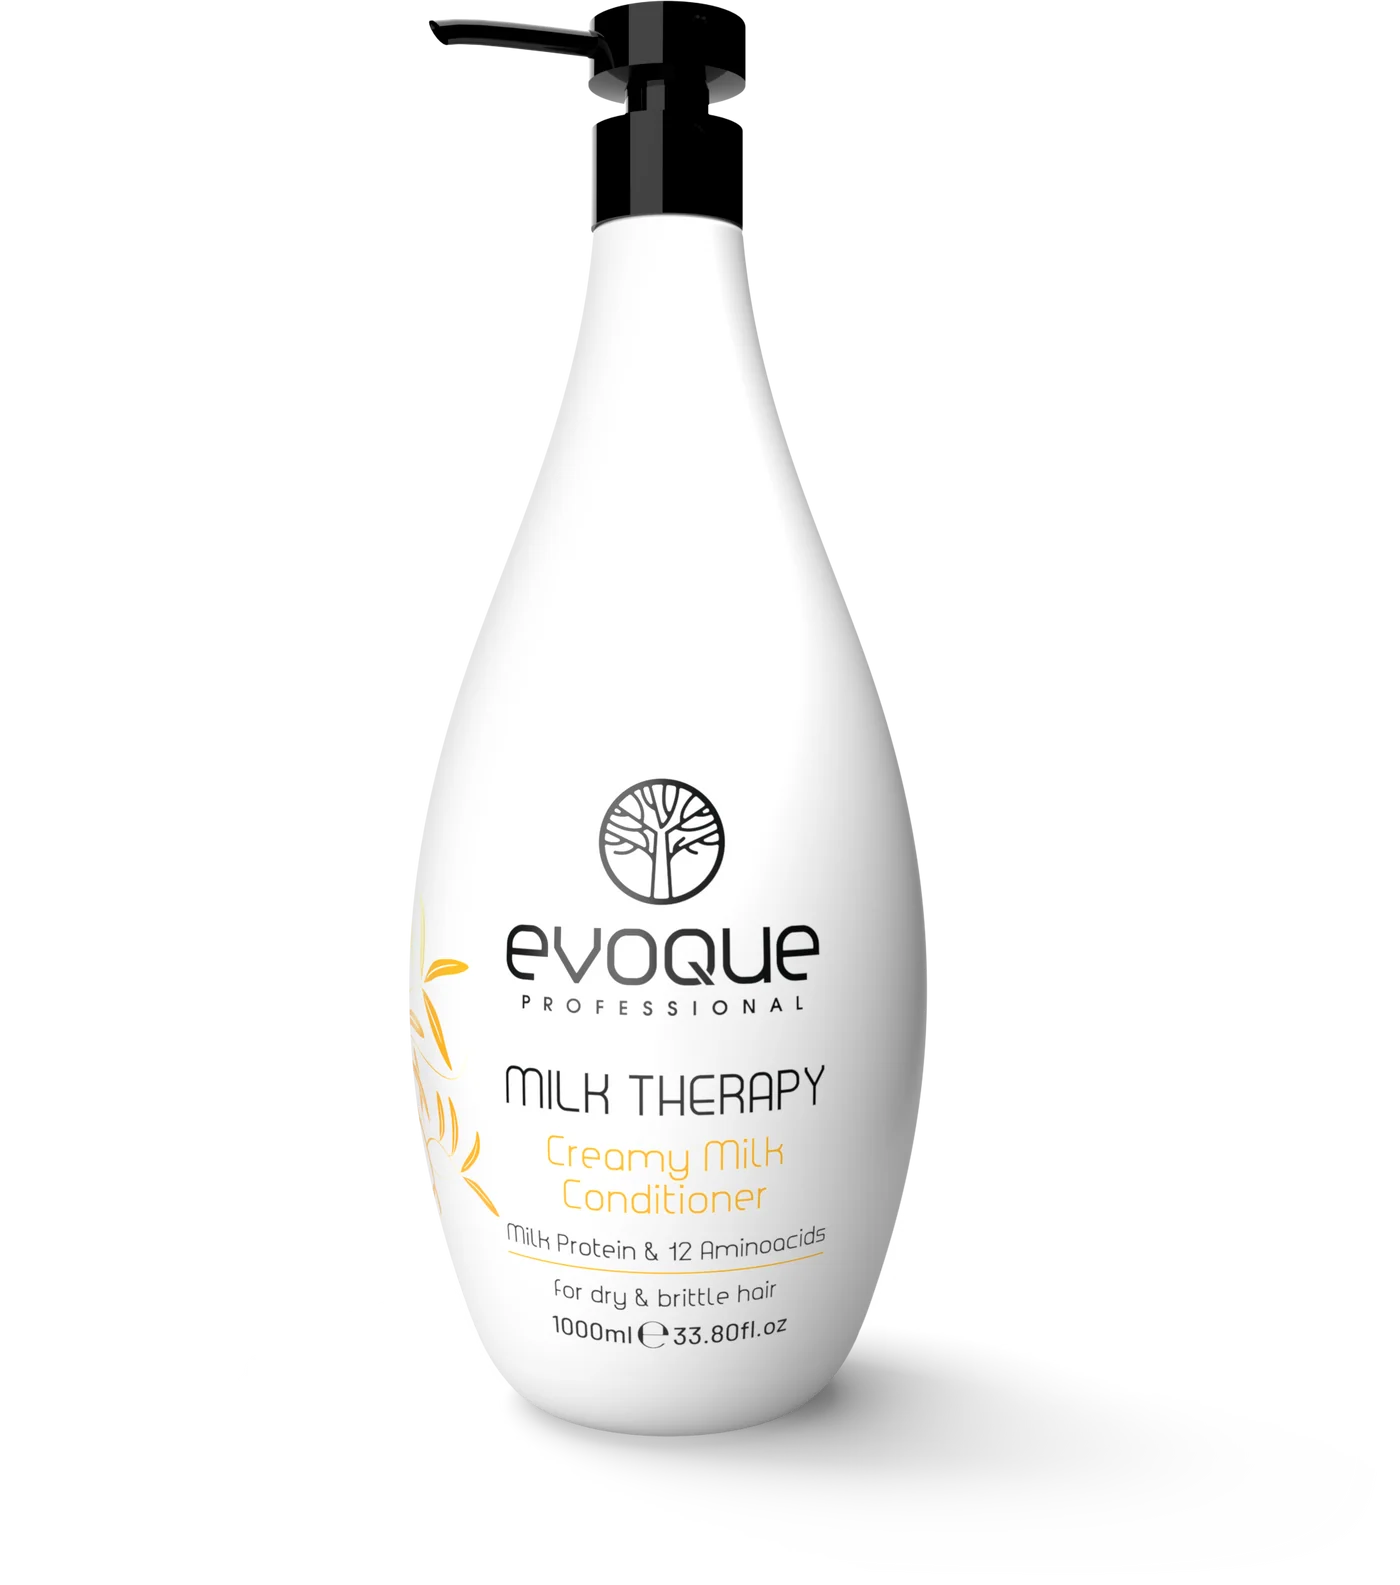 evoque
PROFESSIONAL
MILK THERAPY
Creamy Milk
Conditioner
Milk Protein & 12 Aminoacids
for dry & brittle hair
1000ml ℮ 33.80fl.oz